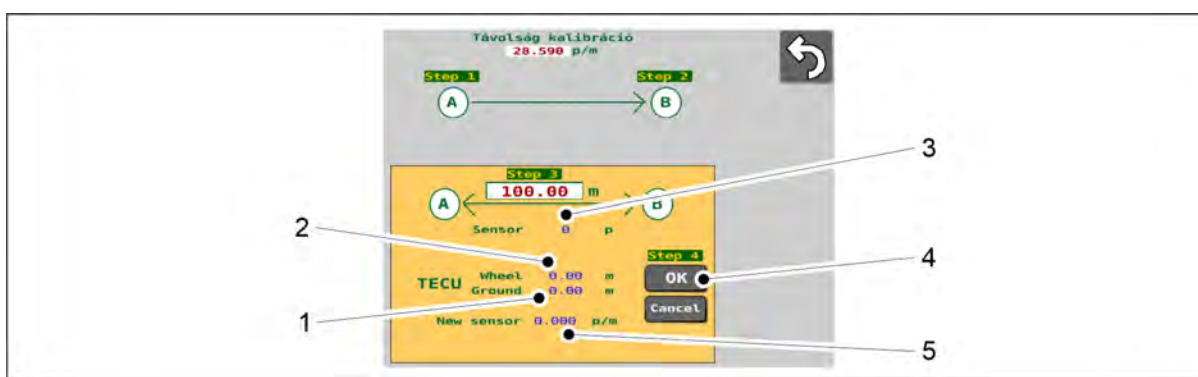 Távolság kalibráció
28.590 p/m
Step 1 Step 2
A B
Step 3
100.00 m
A B
Sensor 0 p
Step 4
TECU Wheel 0.00 m
Ground 0.00 m
OK
Cancel
New sensor 0.000 p/m
1
2
3
4
5